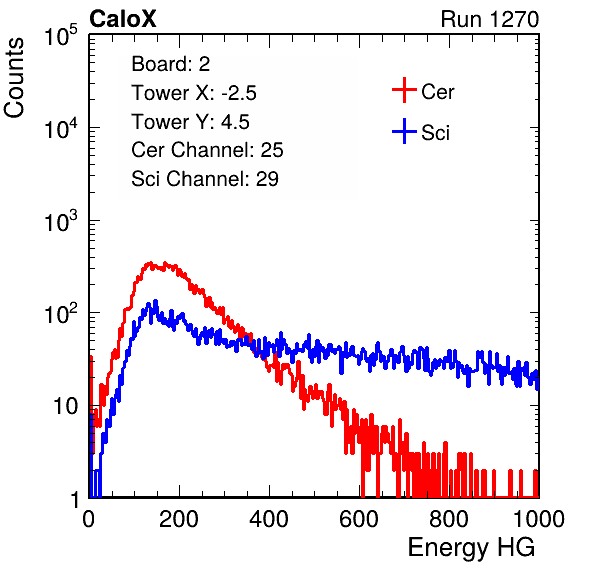 CaloX Run 1270
Counts
10^5
10^4
10^3
10^2
10
1
Board: 2
Tower X: -2.5
Tower Y: 4.5
Cer Channel: 25
Sci Channel: 29
Cer
Sci
0 200 400 600 800 1000
Energy HG